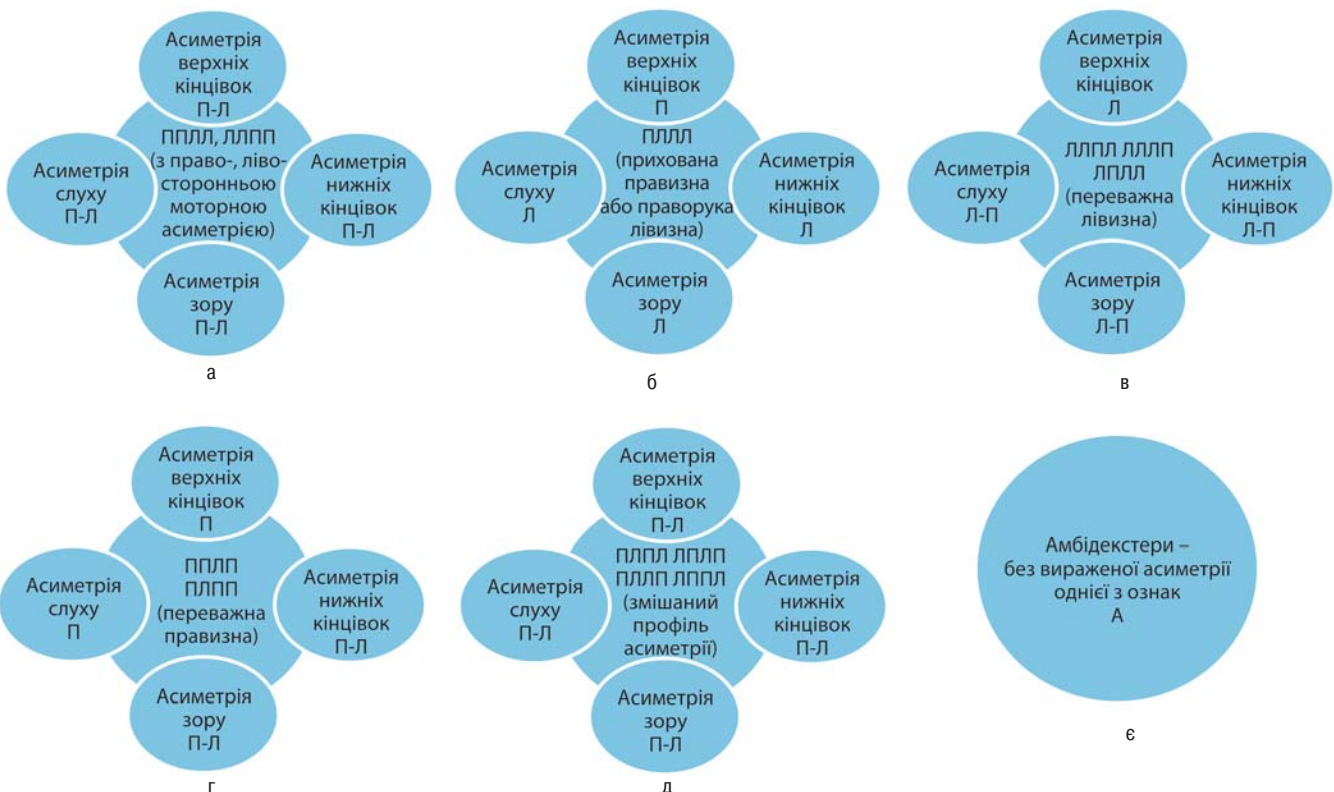 Асиметрія
верхніх
кінцівок
П-Л
ППЛЛ, ЛЛПП
(з право-, ліво-
сторонньою
моторною
асиметрією)
Асиметрія
слуху
П-Л
Асиметрія
нижніх
кінцівок
П-Л
Асиметрія
зору
П-Л
а
Асиметрія
верхніх
кінцівок
П
ПЛЛЛ
(прихована
правизна
або праворука
лівизна)
Асиметрія
слуху
Л
Асиметрія
нижніх
кінцівок
Л
Асиметрія
зору
Л
б
Асиметрія
верхніх
кінцівок
Л
ЛЛПЛ ЛЛЛП
ЛПЛЛ
(переважна
лівизна)
Асиметрія
слуху
Л-П
Асиметрія
нижніх
кінцівок
Л-П
Асиметрія
зору
Л-П
в
Асиметрія
верхніх
кінцівок
П
ППЛП
ПЛПП
(переважна
правизна)
Асиметрія
слуху
П
Асиметрія
нижніх
кінцівок
П-Л
Асиметрія
зору
П-Л
г
Асиметрія
верхніх
кінцівок
П-Л
ПЛПЛ ЛПЛП
ПЛЛП ЛППЛ
(змішаний
профіль
асиметрії)
Асиметрія
слуху
П-Л
Асиметрія
нижніх
кінцівок
П-Л
Асиметрія
зору
П-Л
д
Амбідекстери –
без вираженої асиметрії
однієї з ознак
А
є